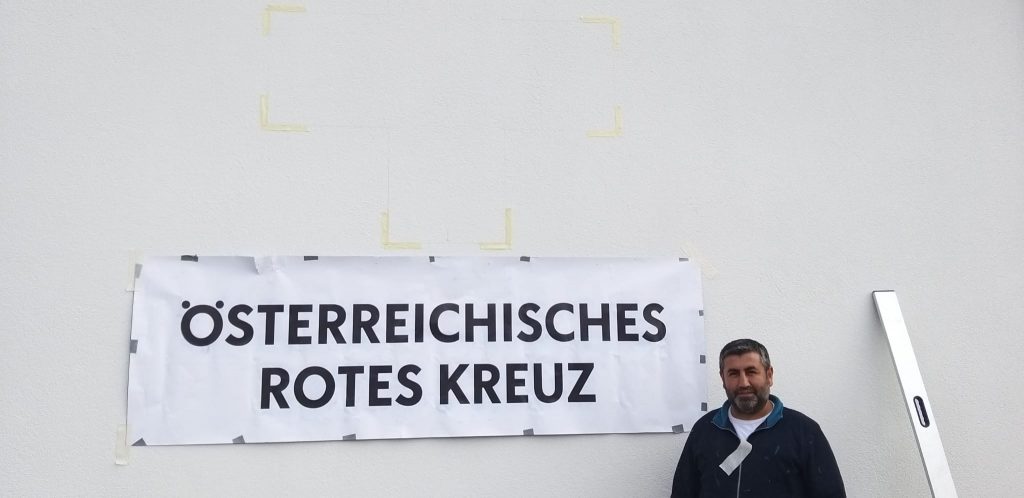 ÖSTERREICHISCHES
ROTES KREUZ